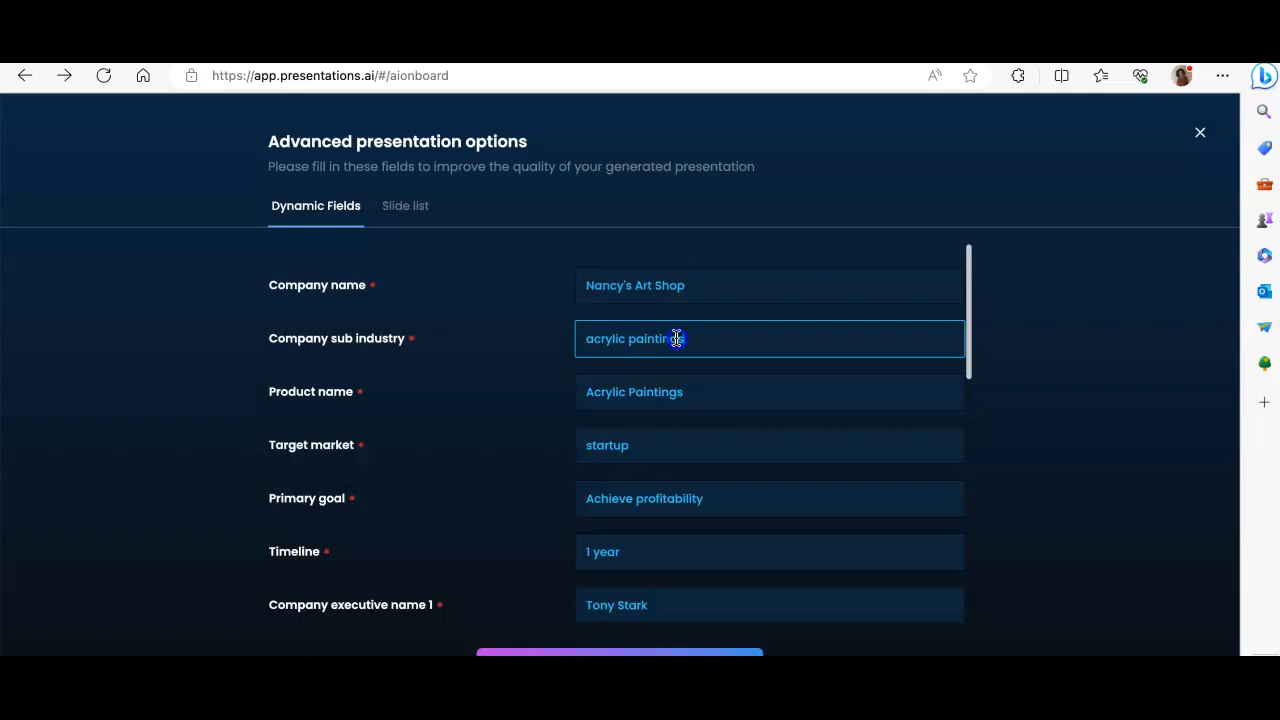 https://app.presentations.ai/#/aionboard
Advanced presentation options
Please fill in these fields to improve the quality of your generated presentation
Dynamic Fields
Slide list
Company name * Nancy's Art Shop
Company sub industry * acrylic paintings
Product name * Acrylic Paintings
Target market * startup
Primary goal * Achieve profitability
Timeline * 1 year
Company executive name 1 * Tony Stark